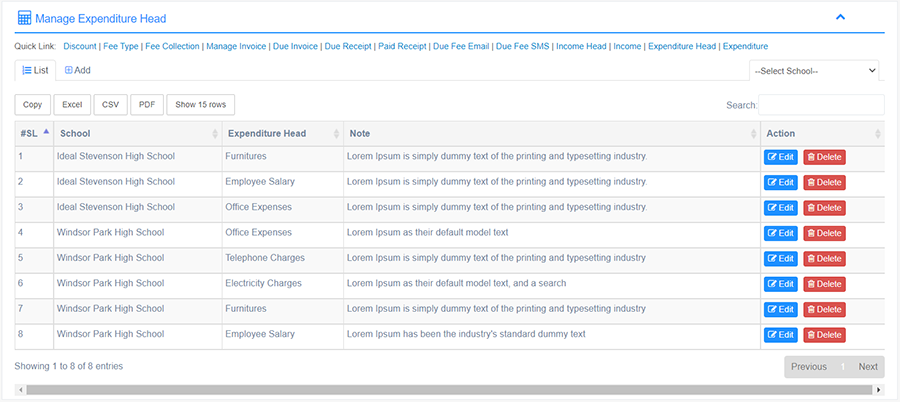 Manage Expenditure Head
Quick Link: Discount | Fee Type | Fee Collection | Manage Invoice | Due Invoice | Due Receipt | Paid Receipt | Due Fee Email | Due Fee SMS | Income Head | Income | Expenditure Head | Expenditure
List Add --Select School--
Copy Excel CSV PDF Show 15 rows Search:
#SL School Expenditure Head Note Action
1 Ideal Stevenson High School Furnitures Lorem Ipsum is simply dummy text of the printing and typesetting industry. Edit Delete
2 Ideal Stevenson High School Employee Salary Lorem Ipsum is simply dummy text of the printing and typesetting industry. Edit Delete
3 Ideal Stevenson High School Office Expenses Lorem Ipsum is simply dummy text of the printing and typesetting industry. Edit Delete
4 Windsor Park High School Office Expenses Lorem Ipsum as their default model text Edit Delete
5 Windsor Park High School Telephone Charges Lorem Ipsum is simply dummy text of the printing and typesetting industry Edit Delete
6 Windsor Park High School Electricity Charges Lorem Ipsum as their default model text, and a search Edit Delete
7 Windsor Park High School Furnitures Lorem Ipsum is simply dummy text of the printing and typesetting industry Edit Delete
8 Windsor Park High School Employee Salary Lorem Ipsum has been the industry's standard dummy text Edit Delete
Showing 1 to 8 of 8 entries Previous 1 Next